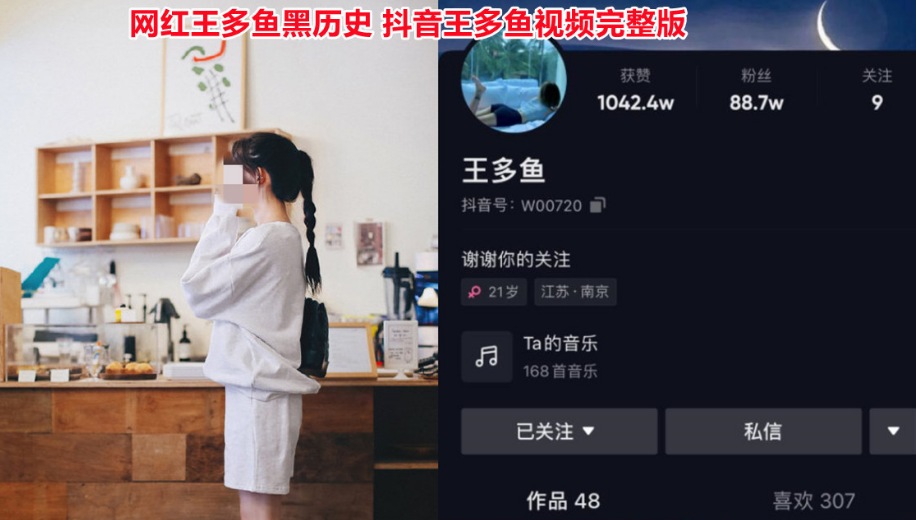 网红王多鱼黑历史 抖音王多鱼视频完整版
获赞
粉丝
关注
1042.4w
88.7w
9
王多鱼
抖音号：W00720
谢谢你的关注
21岁
江苏·南京
Ta的音乐
168首音乐
已关注
私信
作品 48
喜欢 307